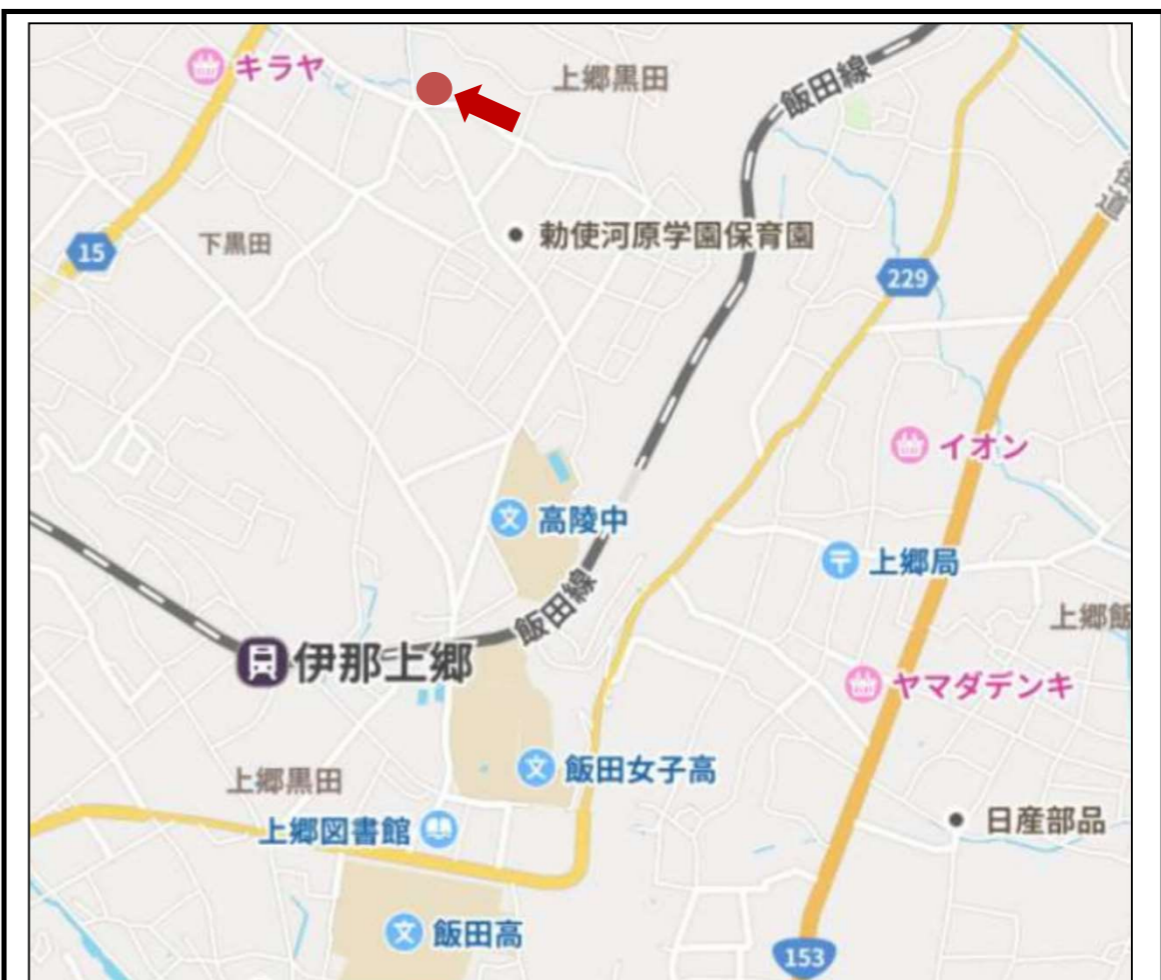 キラヤ
上郷黒田
飯田線
街道
15
下黒田
勅使河原学園保育園
229
イオン
高陵中
上郷局
飯田線
上郷飯
伊那上郷
ヤマダデンキ
飯田女子高
上郷黒田
上郷図書館
日産部品
飯田高
153